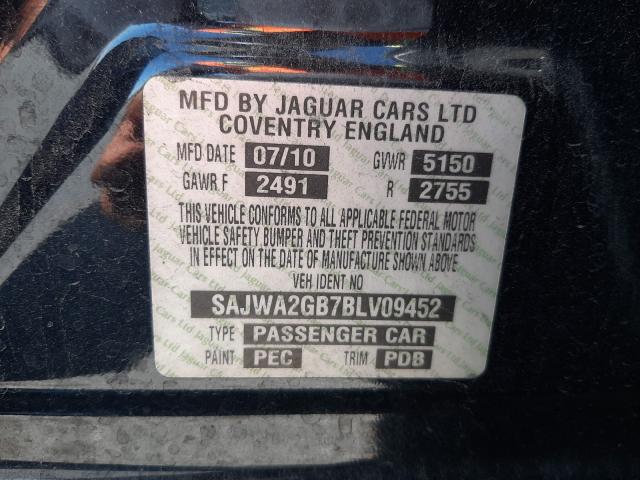 MFD BY JAGUAR CARS LTD
COVENTRY ENGLAND
MFD DATE 07/10 GVWR 5150
GAWR.F 2491 R 2755
THIS VEHICLE CONFORMS TO ALL APPLICABLE FEDERAL MOTOR
VEHICLE SAFETY BUMPER AND THEFT PREVENTION STANDARDS
IN EFFECT ON THE DATE OF MANUFACTURE SHOWN ABOVE.
VEH IDENT NO
SAJWA2GB7BLV09452
TYPE PASSENGER CAR
PAINT PEC TRIM PDB